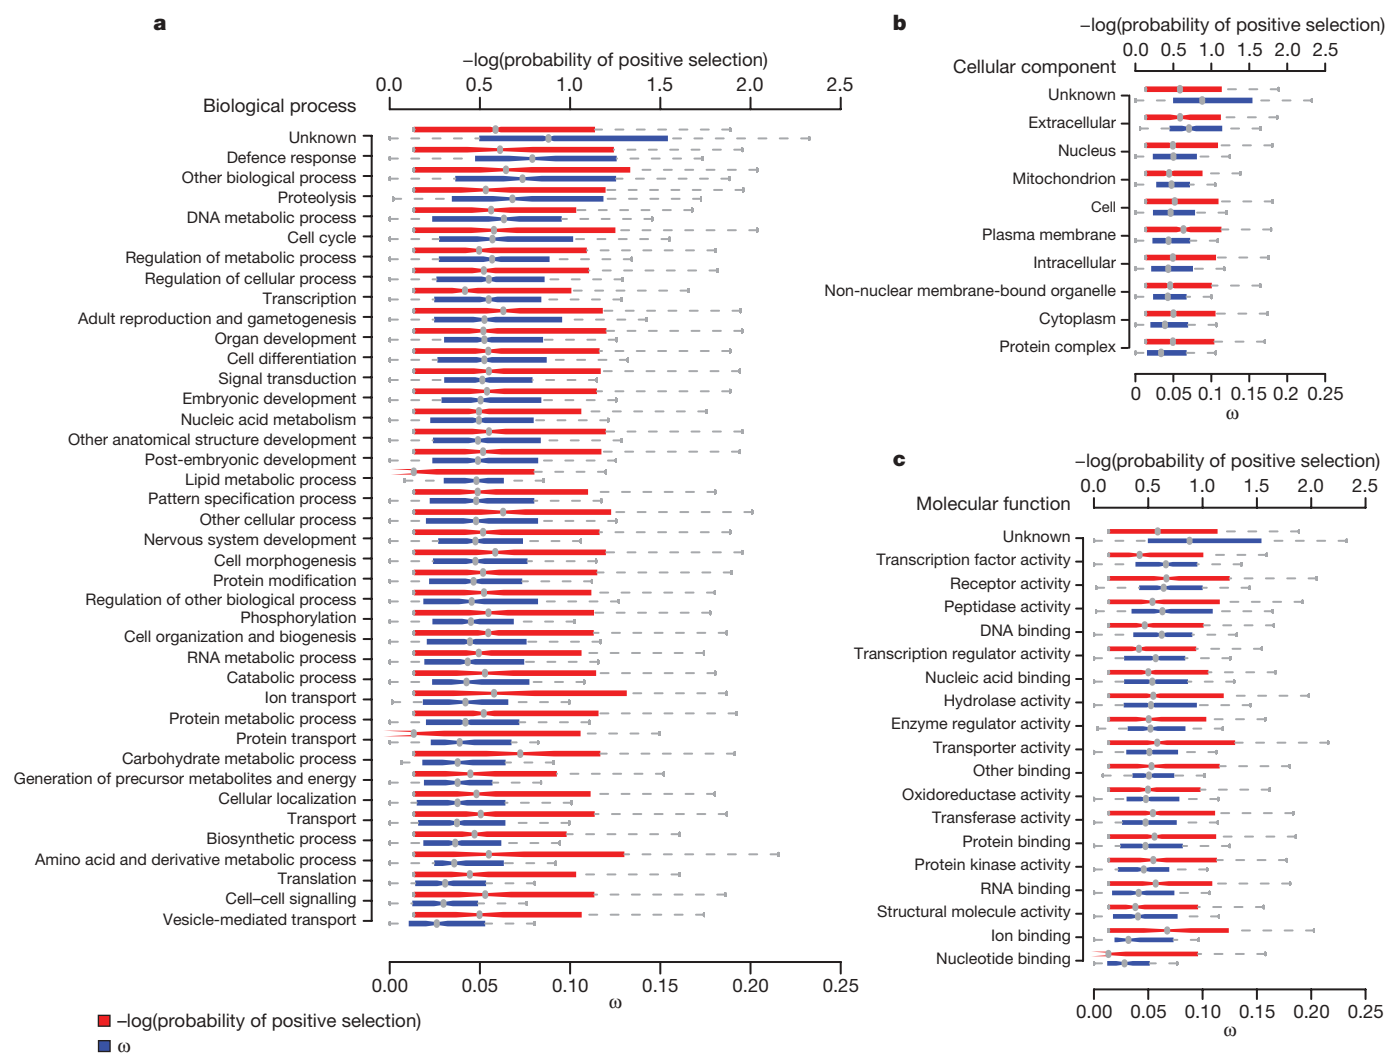 a
−log(probability of positive selection)
0.0 0.5 1.0 1.5 2.0 2.5
Biological process
Unknown
Defence response
Other biological process
Proteolysis
DNA metabolic process
Cell cycle
Regulation of metabolic process
Regulation of cellular process
Transcription
Adult reproduction and gametogenesis
Organ development
Cell differentiation
Signal transduction
Embryonic development
Nucleic acid metabolism
Other anatomical structure development
Post-embryonic development
Lipid metabolic process
Pattern specification process
Other cellular process
Nervous system development
Cell morphogenesis
Protein modification
Regulation of other biological process
Phosphorylation
Cell organization and biogenesis
RNA metabolic process
Catabolic process
Ion transport
Protein metabolic process
Protein transport
Carbohydrate metabolic process
Generation of precursor metabolites and energy
Cellular localization
Transport
Biosynthetic process
Amino acid and derivative metabolic process
Translation
Cell–cell signalling
Vesicle-mediated transport
0.00 0.05 0.10 0.15 0.20 0.25
ω
−log(probability of positive selection)
ω
b
−log(probability of positive selection)
0.0 0.5 1.0 1.5 2.0 2.5
Cellular component
Unknown
Extracellular
Nucleus
Mitochondrion
Cell
Plasma membrane
Intracellular
Non-nuclear membrane-bound organelle
Cytoplasm
Protein complex
0 0.05 0.1 0.15 0.2 0.25
ω
c
−log(probability of positive selection)
0.0 0.5 1.0 1.5 2.0 2.5
Molecular function
Unknown
Transcription factor activity
Receptor activity
Peptidase activity
DNA binding
Transcription regulator activity
Nucleic acid binding
Hydrolase activity
Enzyme regulator activity
Transporter activity
Other binding
Oxidoreductase activity
Transferase activity
Protein binding
Protein kinase activity
RNA binding
Structural molecule activity
Ion binding
Nucleotide binding
0.00 0.05 0.10 0.15 0.20 0.25
ω